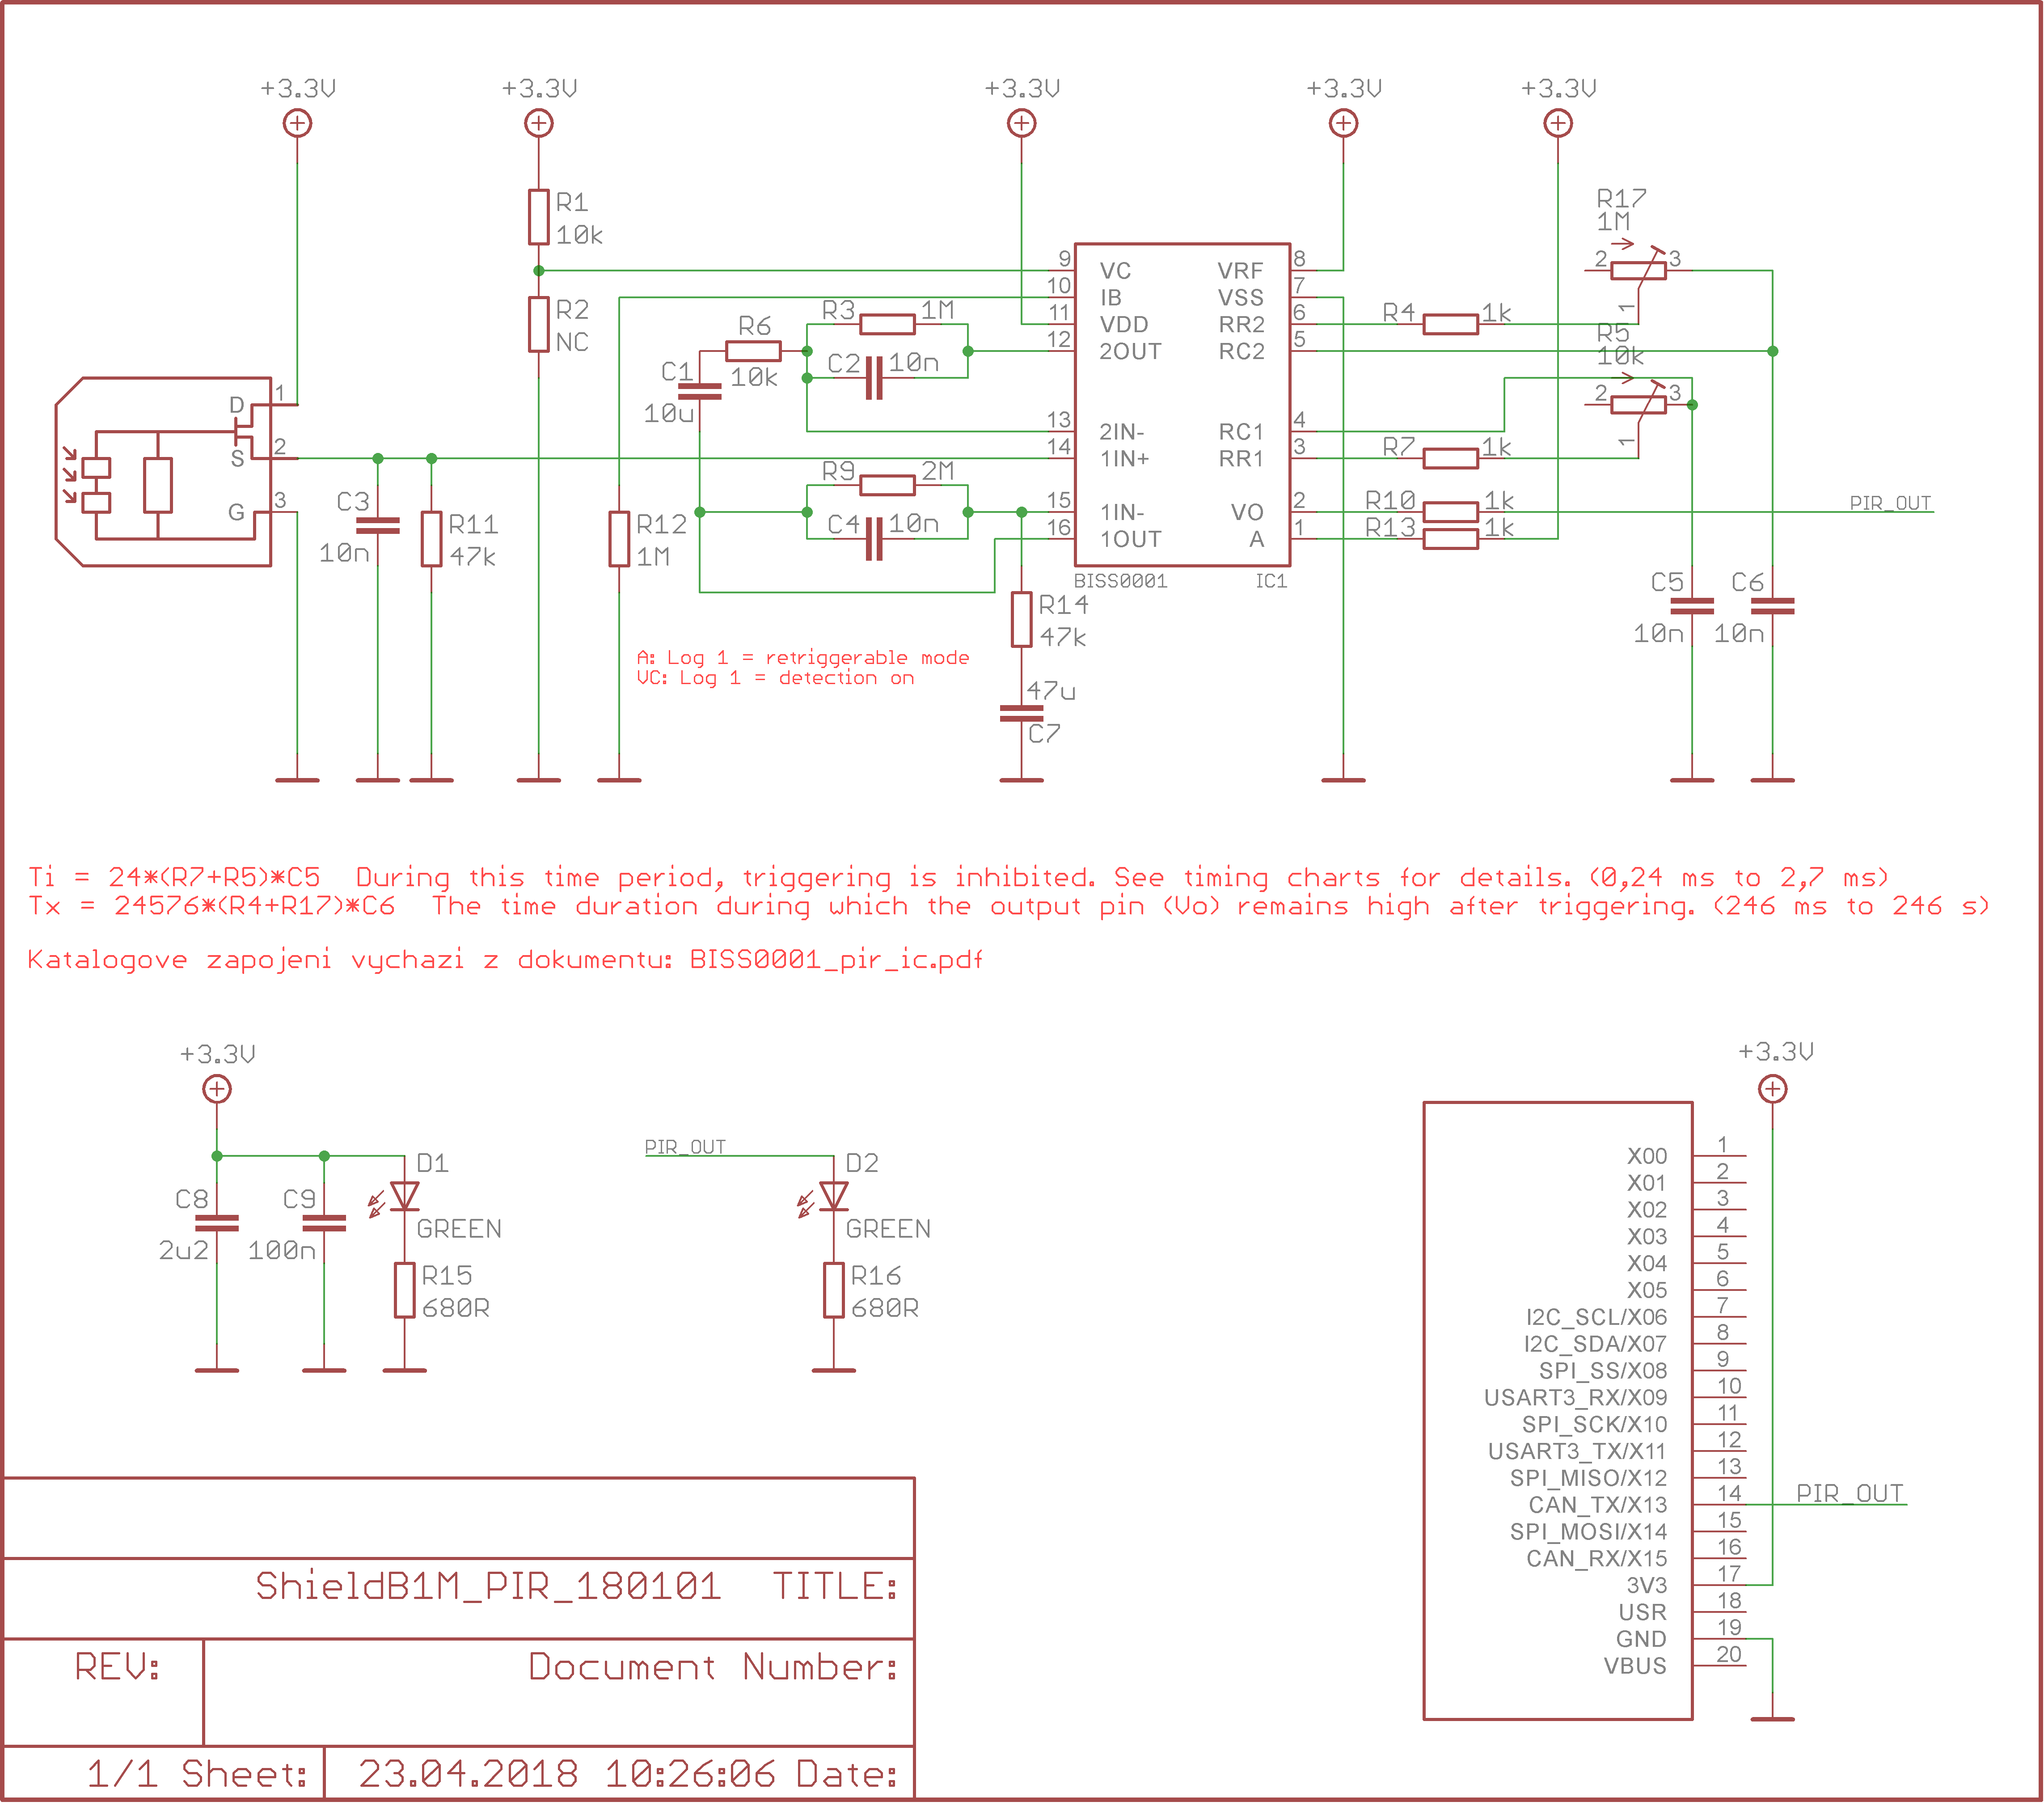 +3.3V
+3.3V
+3.3V
+3.3V
+3.3V
R1
10k
R2
NC
R17
1M
2
3
1
R5
10k
2
3
1
D
S
G
1
2
3
C3
10n
R11
47k
R12
1M
C1
10u
R6
10k
R3
1M
C2
10n
R9
2M
C4
10n
9
10
11
12
13
14
15
16
VC
IB
VDD
2OUT
2IN-
1IN+
1IN-
1OUT
VRF
VSS
RR2
RC2
RC1
RR1
VO
A
8
7
6
5
4
3
2
1
BISS0001
IC1
R4
1k
R7
1k
R10
1k
R13
1k
PIR_OUT
C5
10n
C6
10n
R14
47k
47u
C7
A: Log 1 = retriggerable mode
VC: Log 1 = detection on
Ti = 24*(R7+R5)*C5 During this time period, triggering is inhibited. See timing charts for details. (0,24 ms to 2,7 ms)
Tx = 24576*(R4+R17)*C6 The time duration during which the output pin (Vo) remains high after triggering. (246 ms to 246 s)
Katalogove zapojeni vychazi z dokumentu: BISS0001_pir_ic.pdf
+3.3V
C8
2u2
C9
100n
D1
GREEN
R15
680R
PIR_OUT
D2
GREEN
R16
680R
+3.3V
X00 1
X01 2
X02 3
X03 4
X04 5
X05 6
I2C_SCL/X06 7
I2C_SDA/X07 8
SPI_SS/X08 9
USART3_RX/X09 10
SPI_SCK/X10 11
USART3_TX/X11 12
SPI_MISO/X12 13
CAN_TX/X13 14
SPI_MOSI/X14 15
CAN_RX/X15 16
3V3 17
USR 18
GND 19
VBUS 20
PIR_OUT
ShieldB1M_PIR_180101 TITLE:
REV:
Document Number:
1/1 Sheet:
23.04.2018 10:26:06 Date: